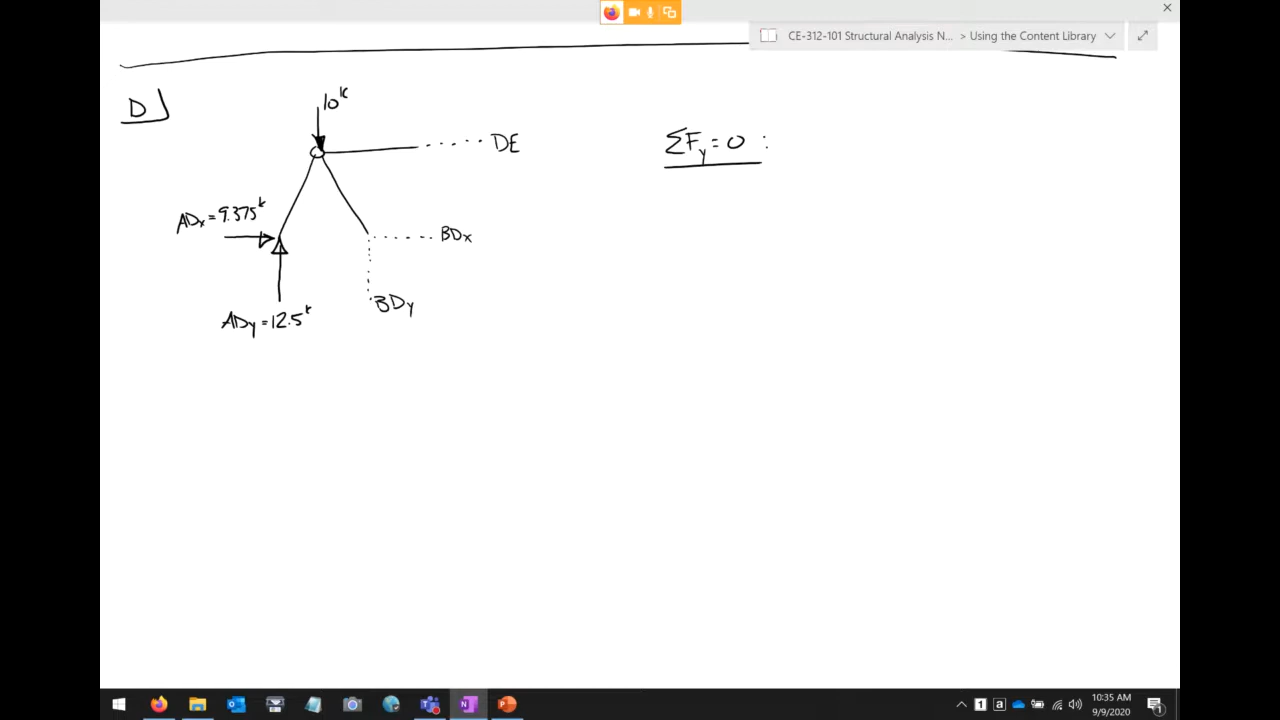 CE-312-101 Structural Analysis N... > Using the Content Library
D)
10ᵏ
DE
ΣFy = 0 :
ADx = 9.375ᵏ
BDx
BDy
ADy = 12.5ᵏ
10:35 AM
9/9/2020